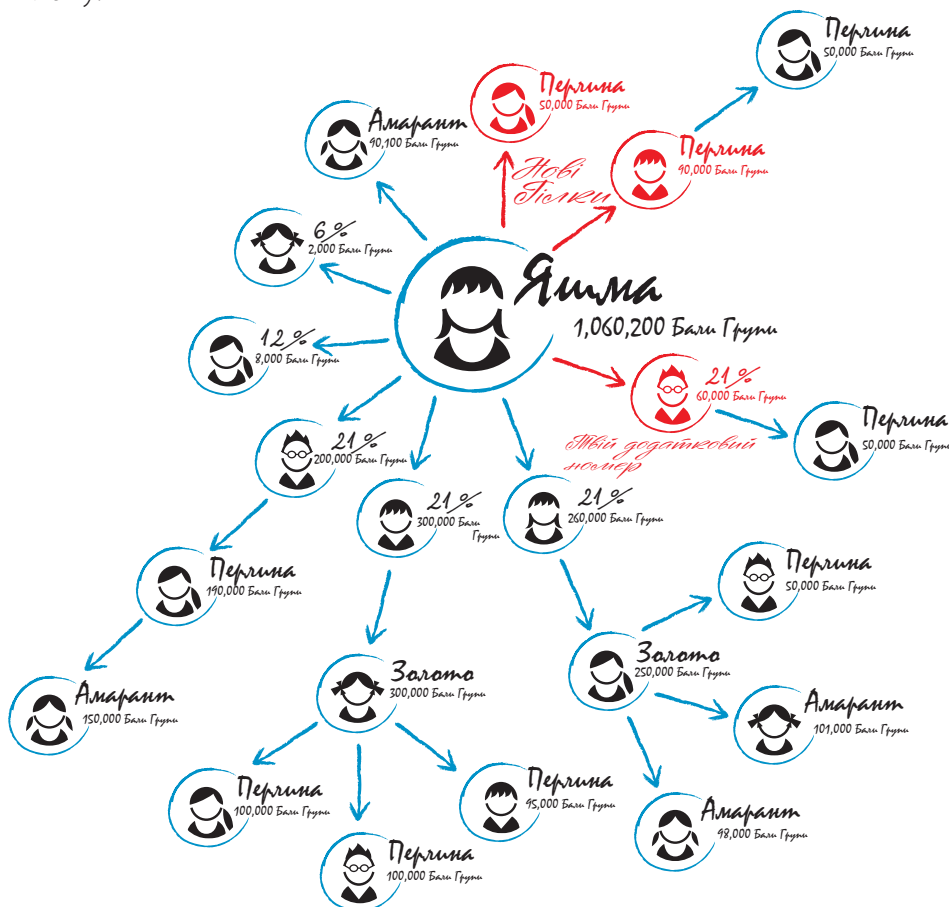 Перлина
50,000 Бали Групи
Перлина
50,000 Бали Групи
Амарант
90,100 Бали Групи
Перлина
90,000 Бали Групи
Нові
Гілки
6%
2,000 Бали Групи
Яшма
1,060,200 Бали Групи
12%
8,000 Бали Групи
21%
60,000 Бали Групи
Перлина
50,000 Бали Групи
Твій додатковий
номер
21%
200,000 Бали Групи
21%
300,000 Бали
Групи
21%
260,000 Бали Групи
Перлина
190,000 Бали Групи
Перлина
50,000 Бали Групи
Золото
300,000 Бали Групи
Золото
250,000 Бали Групи
Амарант
150,000 Бали Групи
Амарант
101,000 Бали Групи
Перлина
100,000 Бали Групи
Перлина
95,000 Бали Групи
Амарант
98,000 Бали Групи
Перлина
100,000 Бали Групи